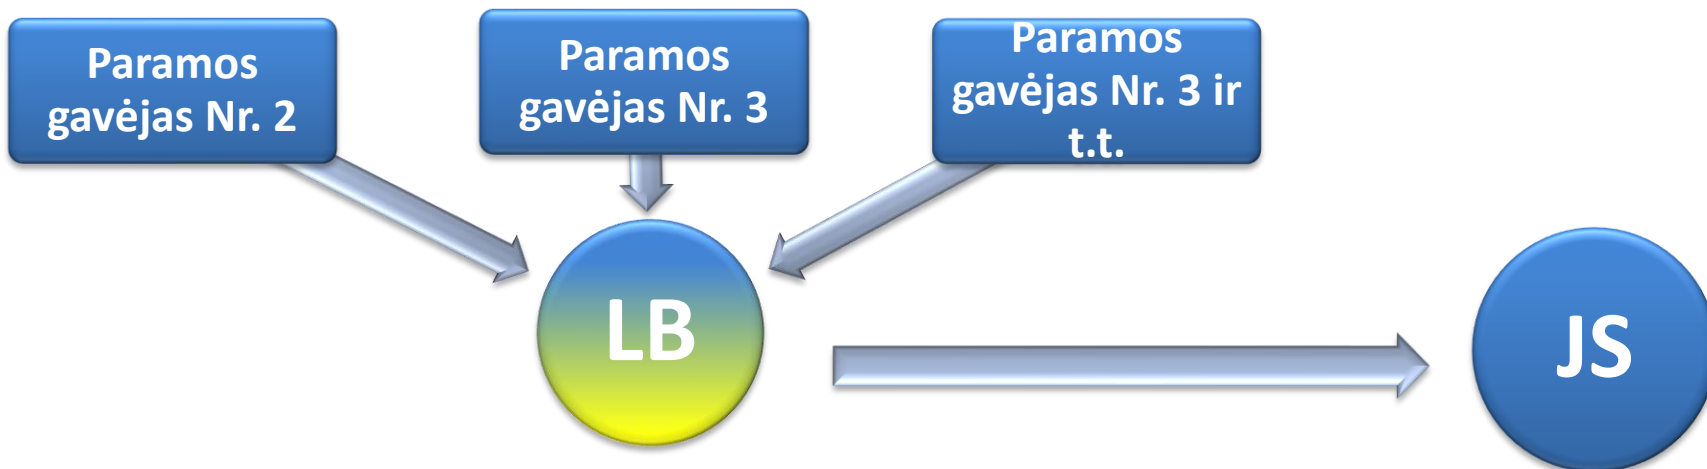 Paramos
gavėjas Nr. 2
Paramos
gavėjas Nr. 3
Paramos
gavėjas Nr. 3 ir
t.t.
LB
JS